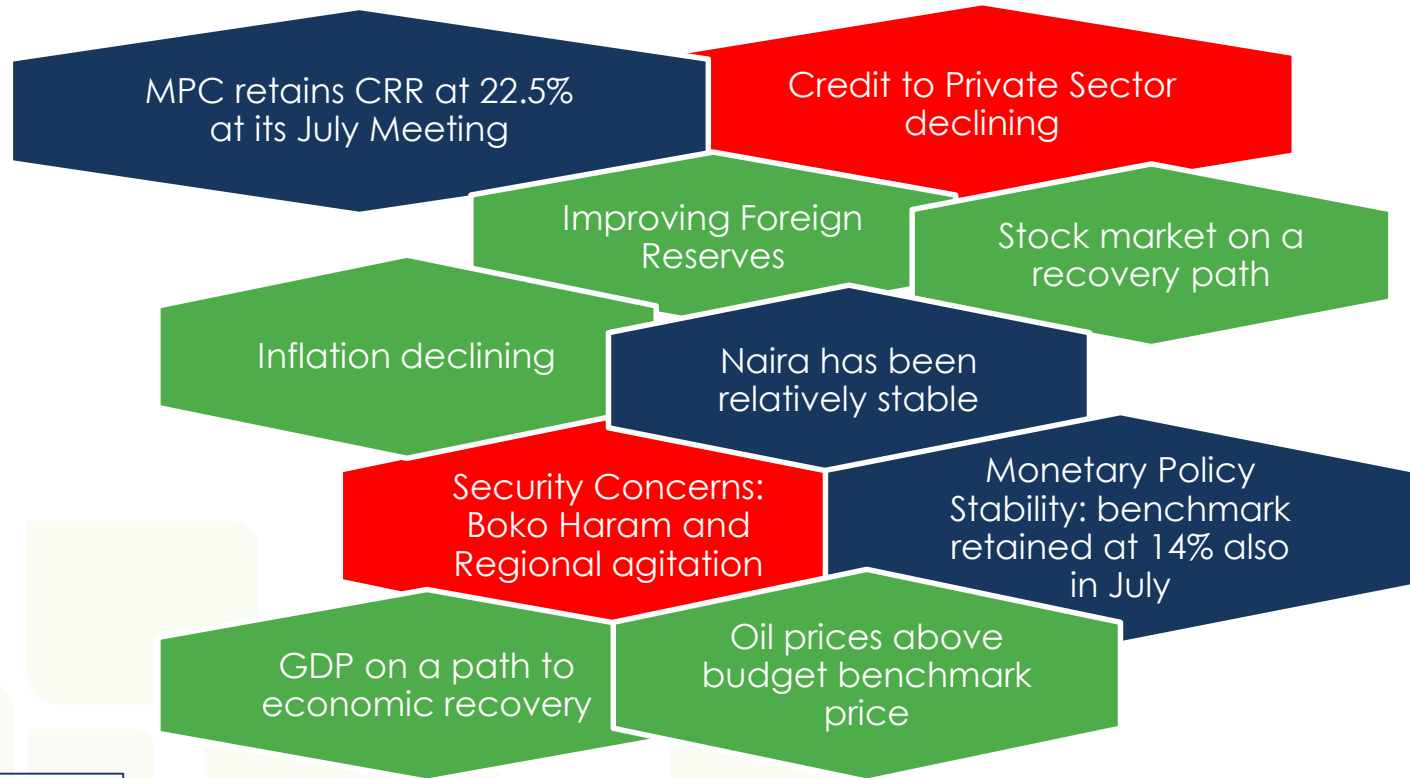 MPC retains CRR at 22.5%
at its July Meeting
Credit to Private Sector
declining
Improving Foreign
Reserves
Stock market on a
recovery path
Inflation declining
Naira has been
relatively stable
Security Concerns:
Boko Haram and
Regional agitation
Monetary Policy
Stability: benchmark
retained at 14% also
in July
GDP on a path to
economic recovery
Oil prices above
budget benchmark
price